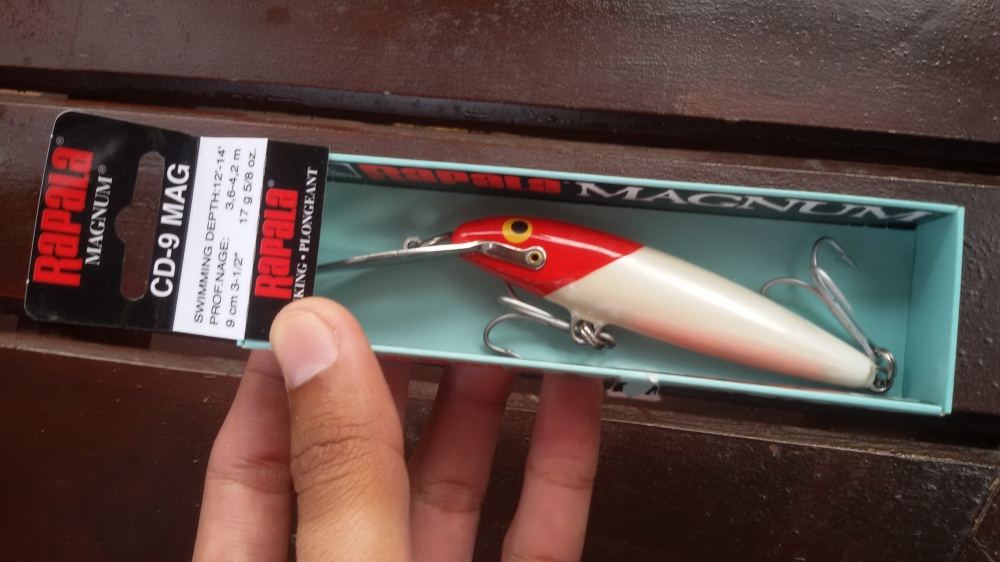 Rapala®
MAGNUM®
CD-9 MAG
SWIMMING DEPTH:12'-14'
PROF.NAGE: 3,6-4,2 m
9 cm 3-1/2" 17 g 5/8 oz.
Rapala®
KING • PLONGEANT
Rapala® MAGNUM